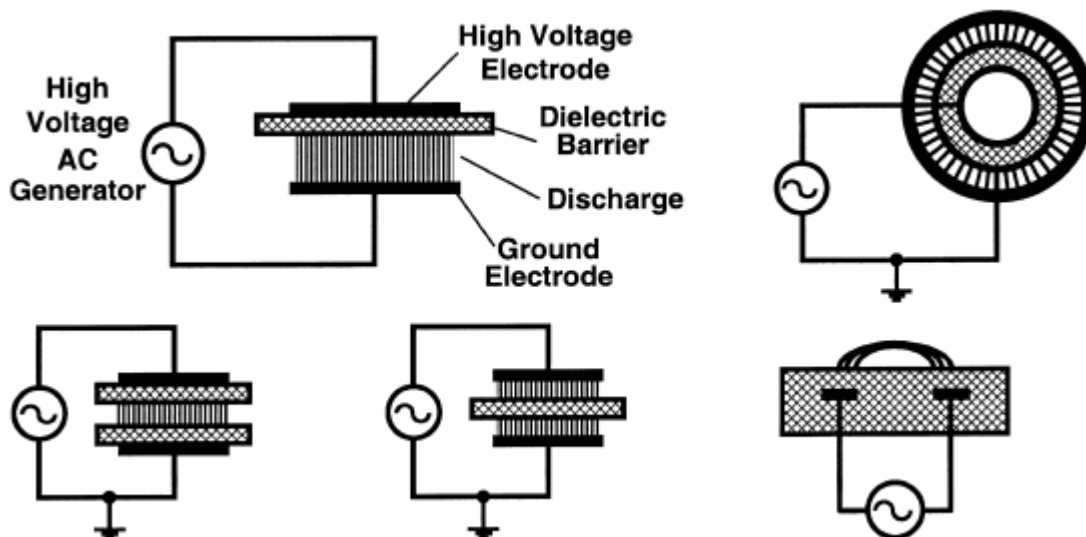 High
Voltage
AC
Generator
High Voltage
Electrode
Dielectric
Barrier
Discharge
Ground
Electrode